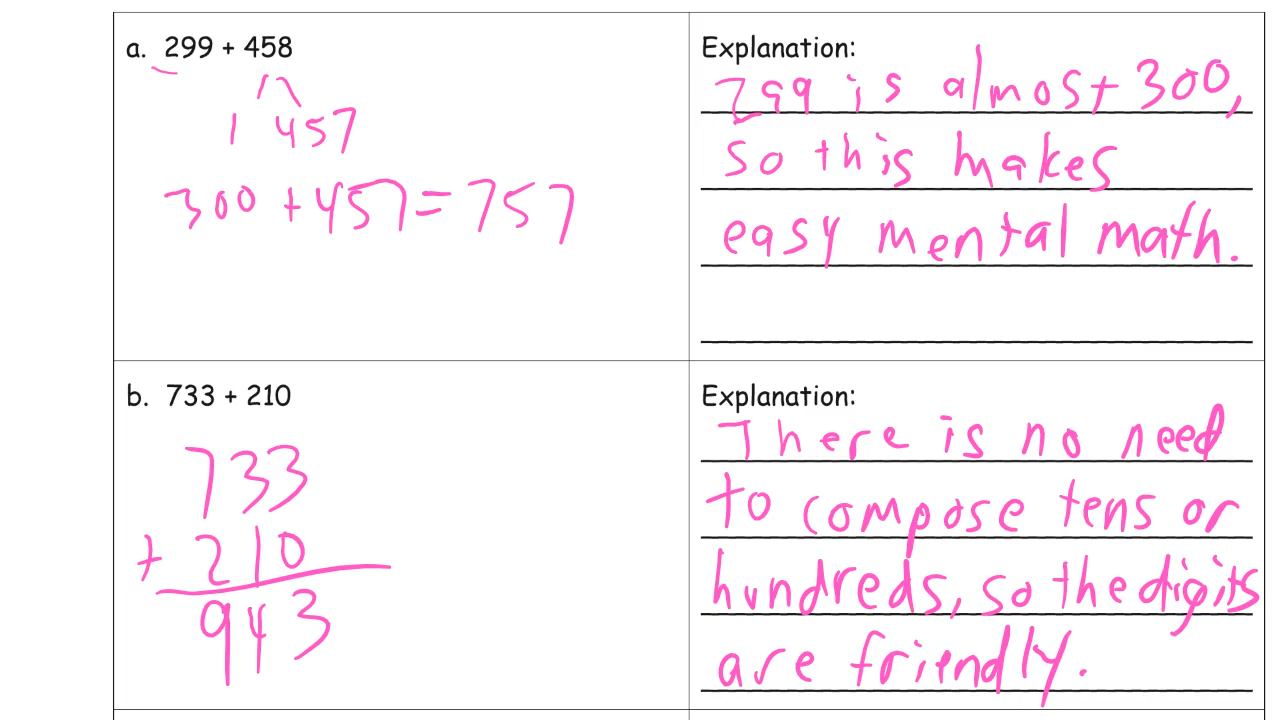 a. 299 + 458
1 457
300 + 457 = 757
Explanation:
299 is almost 300,
so this makes
easy mental math.
b. 733 + 210
733
+ 210
943
Explanation:
There is no need
to compose tens or
hundreds, so the digits
are friendly.